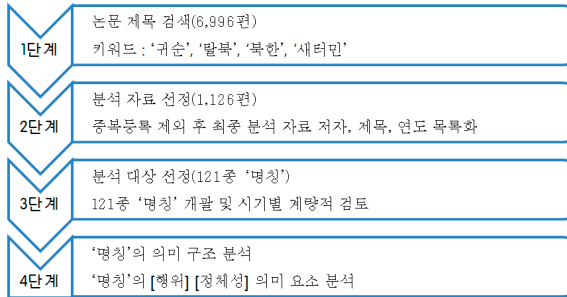 논문 제목 검색(6,996편)
1단계
키워드 : ‘귀순’, ‘탈북’, ‘북한’, ‘새터민’
분석 자료 선정(1,126편)
2단계
중복등록 제외 후 최종 분석 자료 저자, 제목, 연도 목록화
분석 대상 선정(121종 ‘명칭’)
3단계
121종 ‘명칭’ 개괄 및 시기별 계량적 검토
‘명칭’의 의미 구조 분석
4단계
‘명칭’의 [행위] [정체성] 의미 요소 분석